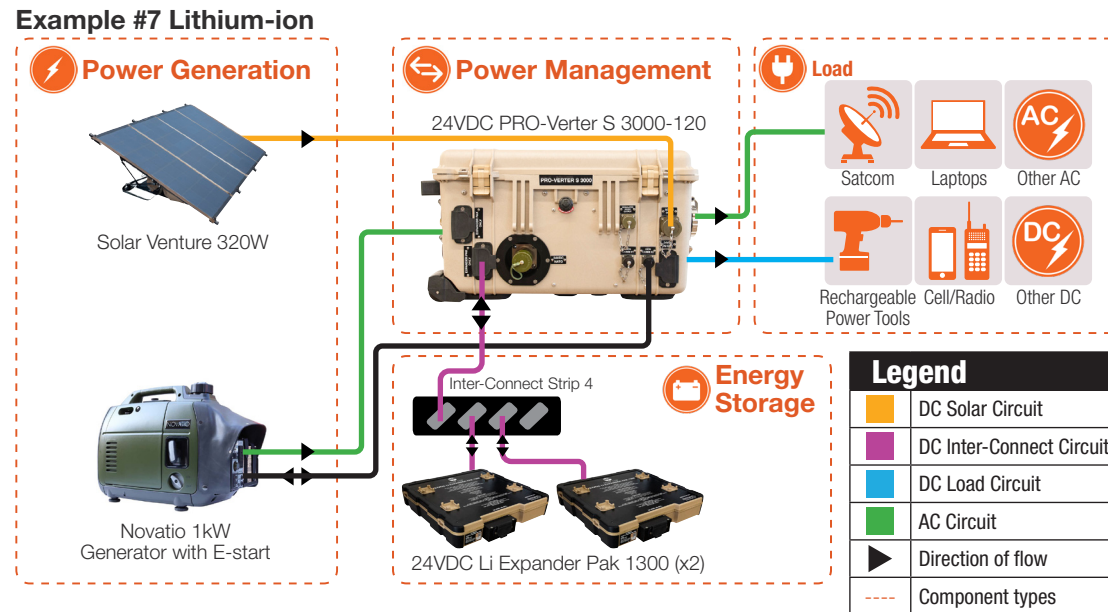 Example #7 Lithium-ion
Power Generation
Solar Venture 320W
Novatio 1kW
Generator with E-start
Power Management
24VDC PRO-Verter S 3000-120
PRO-VERTER S 3000
Inter-Connect Strip 4
Energy
Storage
24VDC Li Expander Pak 1300 (x2)
Load
AC
Satcom
Laptops
Other AC
DC
Rechargeable
Power Tools
Cell/Radio
Other DC
Legend
DC Solar Circuit
DC Inter-Connect Circuit
DC Load Circuit
AC Circuit
Direction of flow
Component types